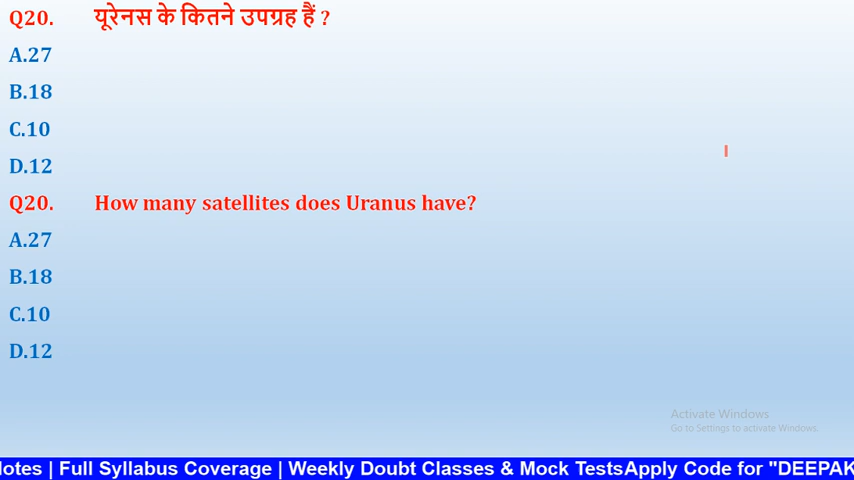 Q20. यूरेनस के कितने उपग्रह हैं ?
A.27
B.18
C.10
D.12
Q20. How many satellites does Uranus have?
A.27
B.18
C.10
D.12
Activate Windows
Go to Settings to activate Windows.
lotes | Full Syllabus Coverage | Weekly Doubt Classes & Mock TestsApply Code for "DEEPAK